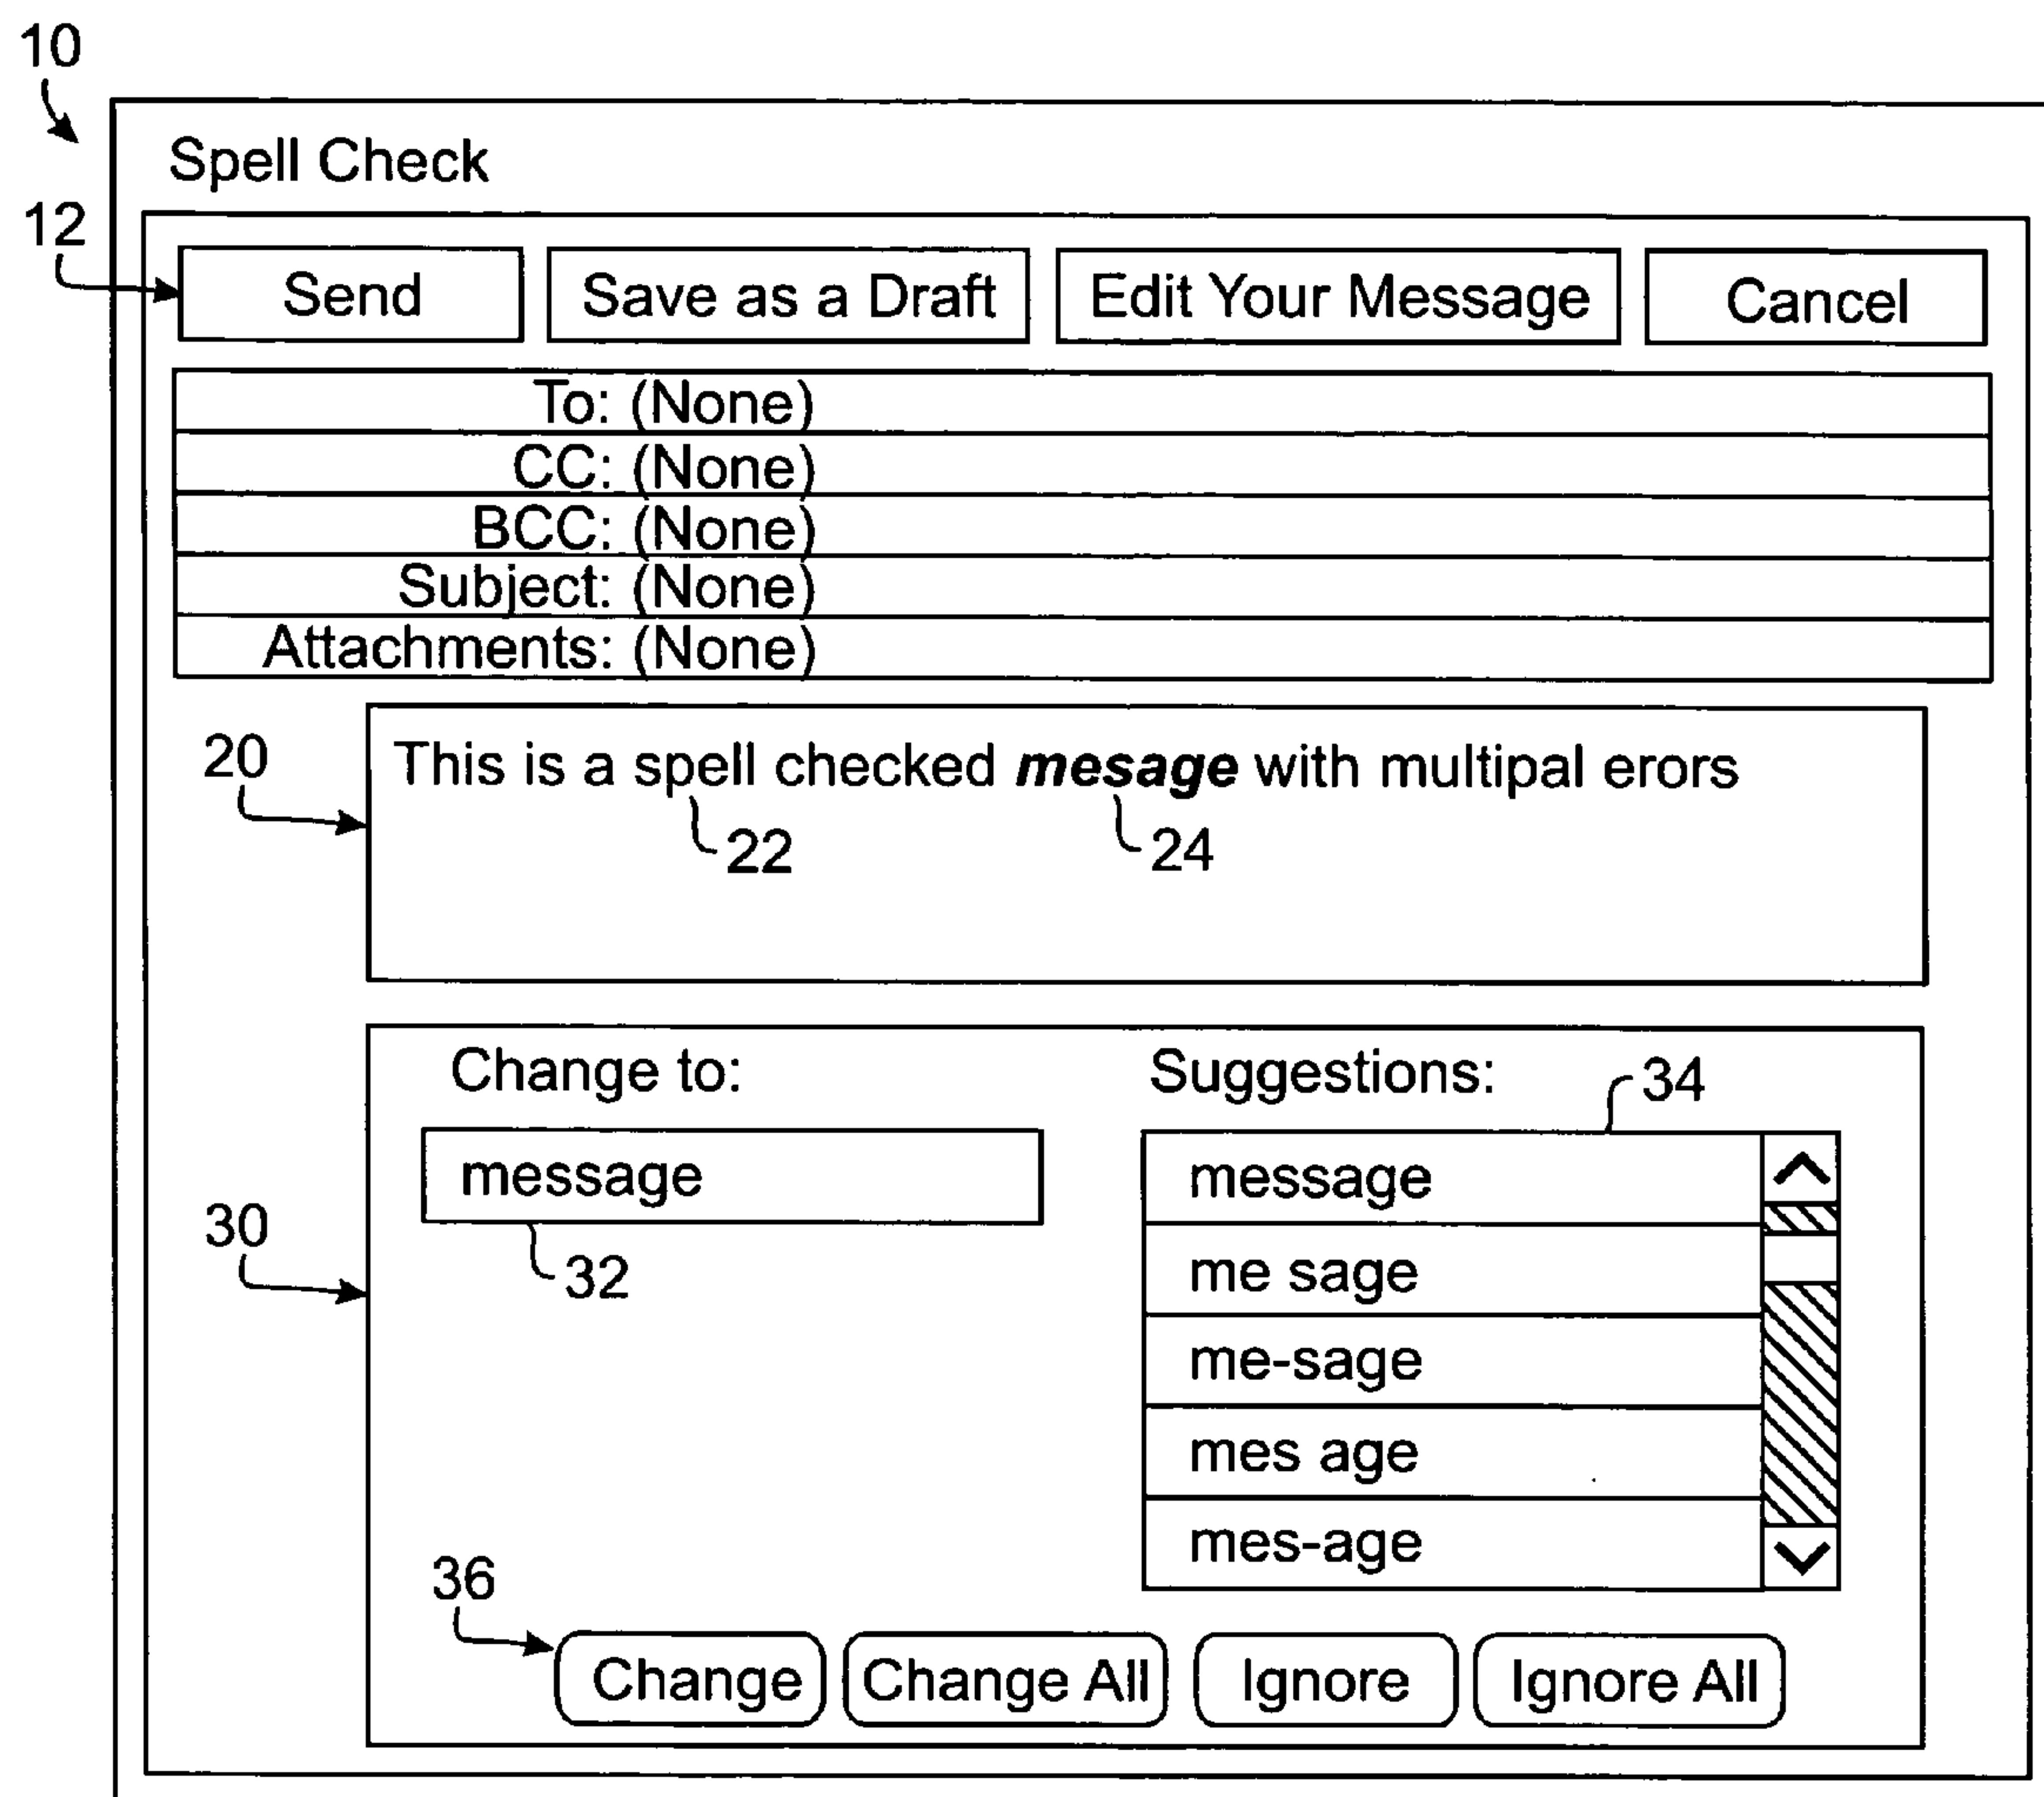 10
Spell Check
12
Send Save as a Draft Edit Your Message Cancel
To: (None)
CC: (None)
BCC: (None)
Subject: (None)
Attachments: (None)
20
This is a spell checked mesage with multipal erors
22 24
Change to: Suggestions: 34
message message
30
32
me sage
me-sage
mes age
mes-age
36
Change Change All Ignore Ignore All